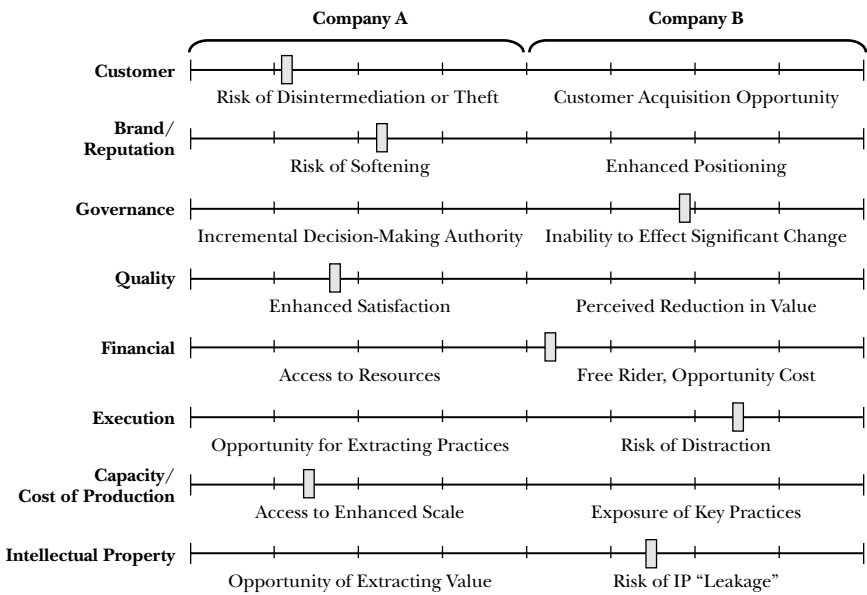 Company A Company B
Customer
Risk of Disintermediation or Theft Customer Acquisition Opportunity
Brand/
Reputation
Risk of Softening Enhanced Positioning
Governance
Incremental Decision-Making Authority Inability to Effect Significant Change
Quality
Enhanced Satisfaction Perceived Reduction in Value
Financial
Access to Resources Free Rider, Opportunity Cost
Execution
Opportunity for Extracting Practices Risk of Distraction
Capacity/
Cost of Production
Access to Enhanced Scale Exposure of Key Practices
Intellectual Property
Opportunity of Extracting Value Risk of IP “Leakage”